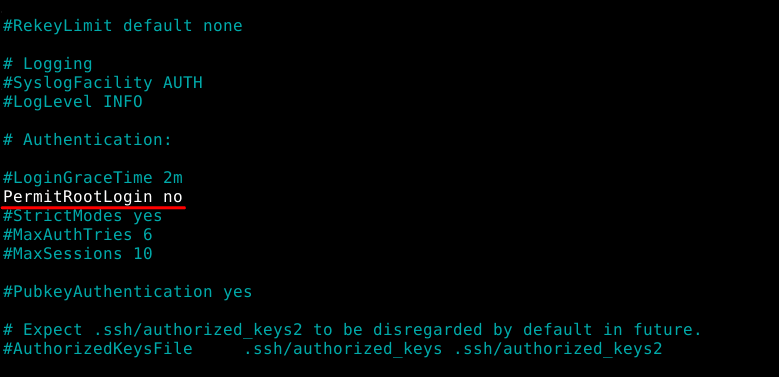 #RekeyLimit default none
# Logging
#SyslogFacility AUTH
#LogLevel INFO
# Authentication:
#LoginGraceTime 2m
PermitRootLogin no
#StrictModes yes
#MaxAuthTries 6
#MaxSessions 10
#PubkeyAuthentication yes
# Expect .ssh/authorized_keys2 to be disregarded by default in future.
#AuthorizedKeysFile     .ssh/authorized_keys .ssh/authorized_keys2